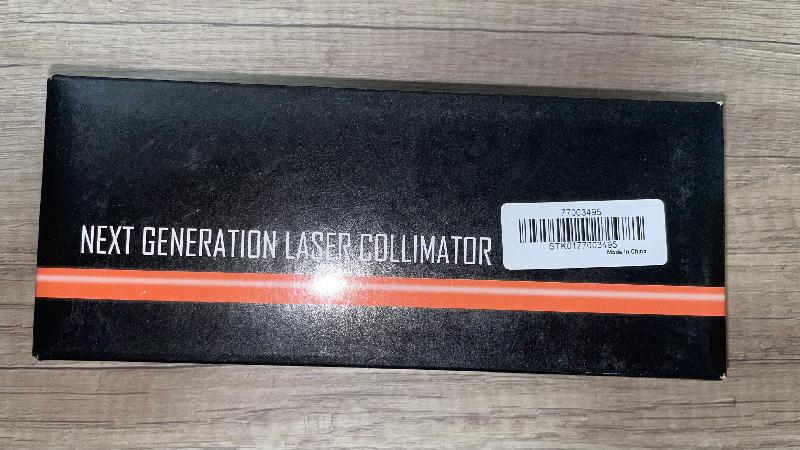 NEXT GENERATION LASER COLLIMATOR
77003495
STK0177003495
Made in China